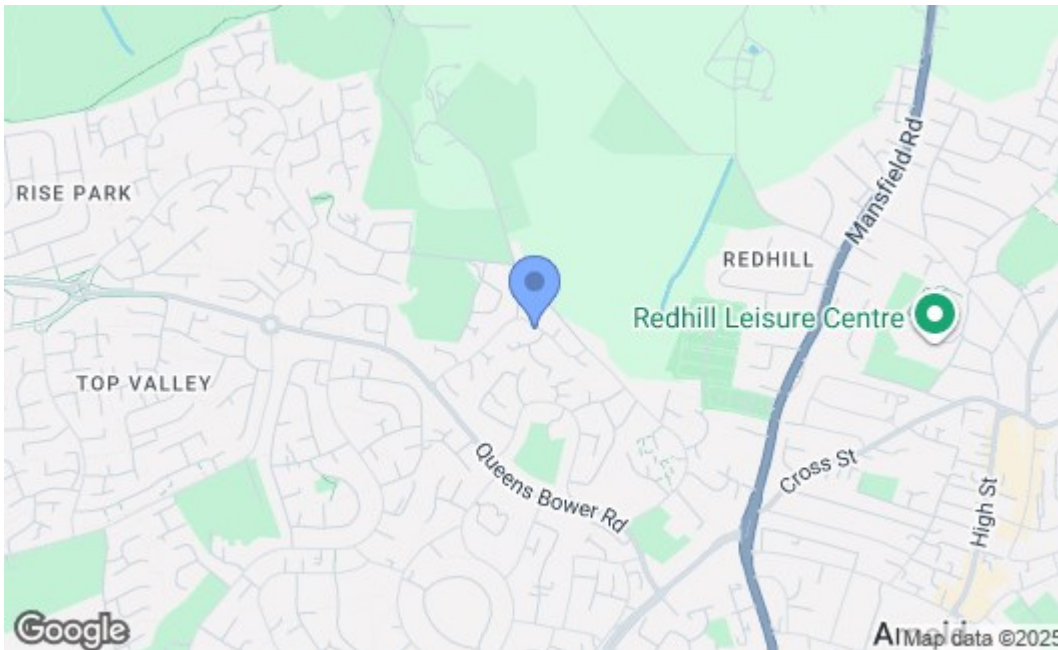 Mansfield Rd
RISE PARK
REDHILL
Redhill Leisure Centre
TOP VALLEY
Queens Bower Rd
Cross St
High St
Google
Map data ©2025